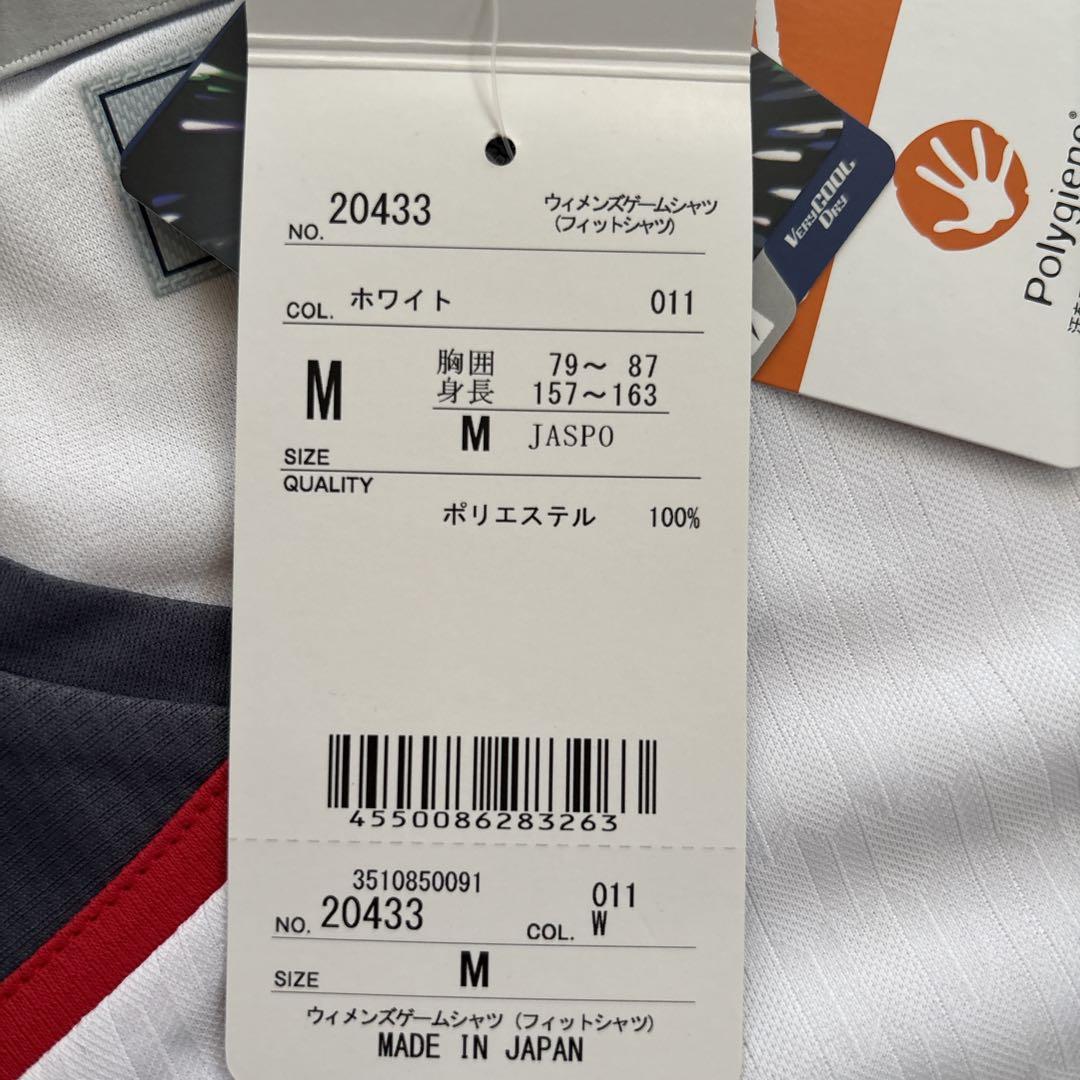 NO. 20433 ウィメンズゲームシャツ
(フィットシャツ)
COL. ホワイト 011
M 胸囲 79～ 87
身長 157～163
M JASPO
SIZE
QUALITY
ポリエステル 100%
4550086283263
3510850091
NO. 20433 COL. 011
W
SIZE M
ウィメンズゲームシャツ (フィットシャツ)
MADE IN JAPAN
VERYCOOL
DRY
Polygiene®